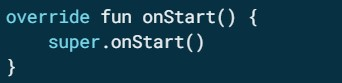 override fun onStart() {
    super.onStart()
}